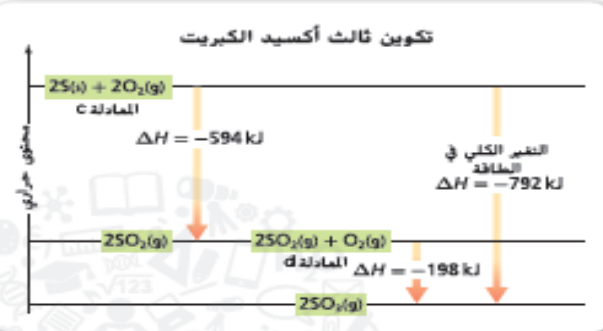 تكوين ثالث أكسيد الكبريت
2S(s) + 2O₂(g)
المعادلة c
ΔH = −594 kJ
التغير الكلي في
الطاقة
ΔH = −792 kJ
محتوى حراري
2SO₂(g)
2SO₂(g) + O₂(g)
المعادلة d
ΔH = −198 kJ
2SO₃(g)